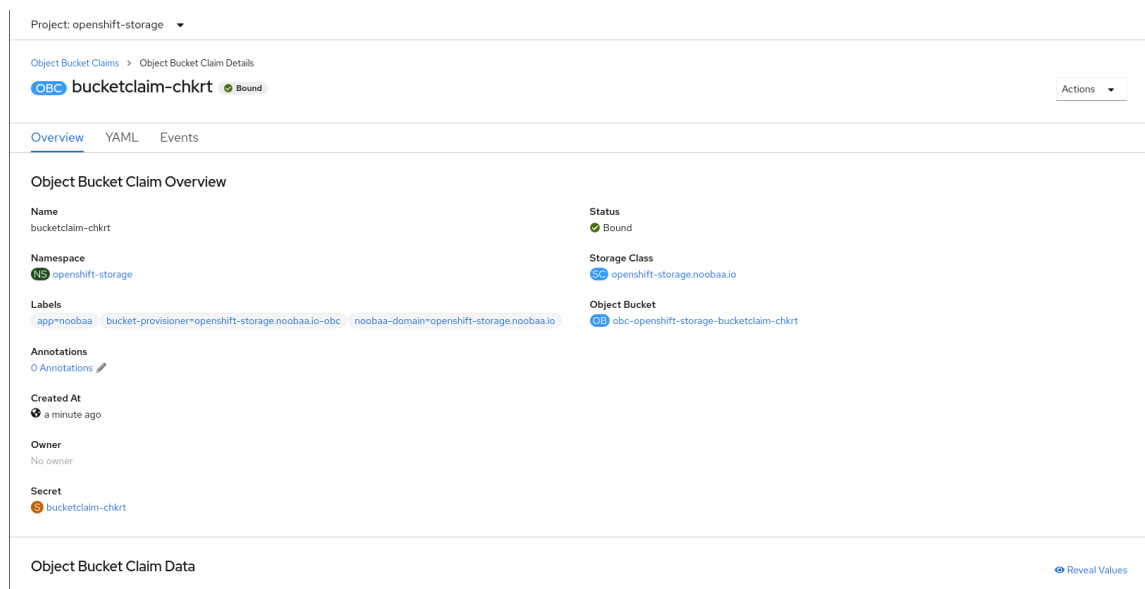 Project: openshift-storage
Object Bucket Claims > Object Bucket Claim Details
OBC bucketclaim-chkrt Bound
Actions
Overview YAML Events
Object Bucket Claim Overview
Name
bucketclaim-chkrt
Namespace
NS openshift-storage
Labels
app=noobaa bucket-provisioner=openshift-storage.noobaa.io-obc noobaa-domain=openshift-storage.noobaa.io
Annotations
0 Annotations
Created At
a minute ago
Owner
No owner
Secret
S bucketclaim-chkrt
Status
Bound
Storage Class
SC openshift-storage.noobaa.io
Object Bucket
OB obc-openshift-storage-bucketclaim-chkrt
Object Bucket Claim Data
Reveal Values